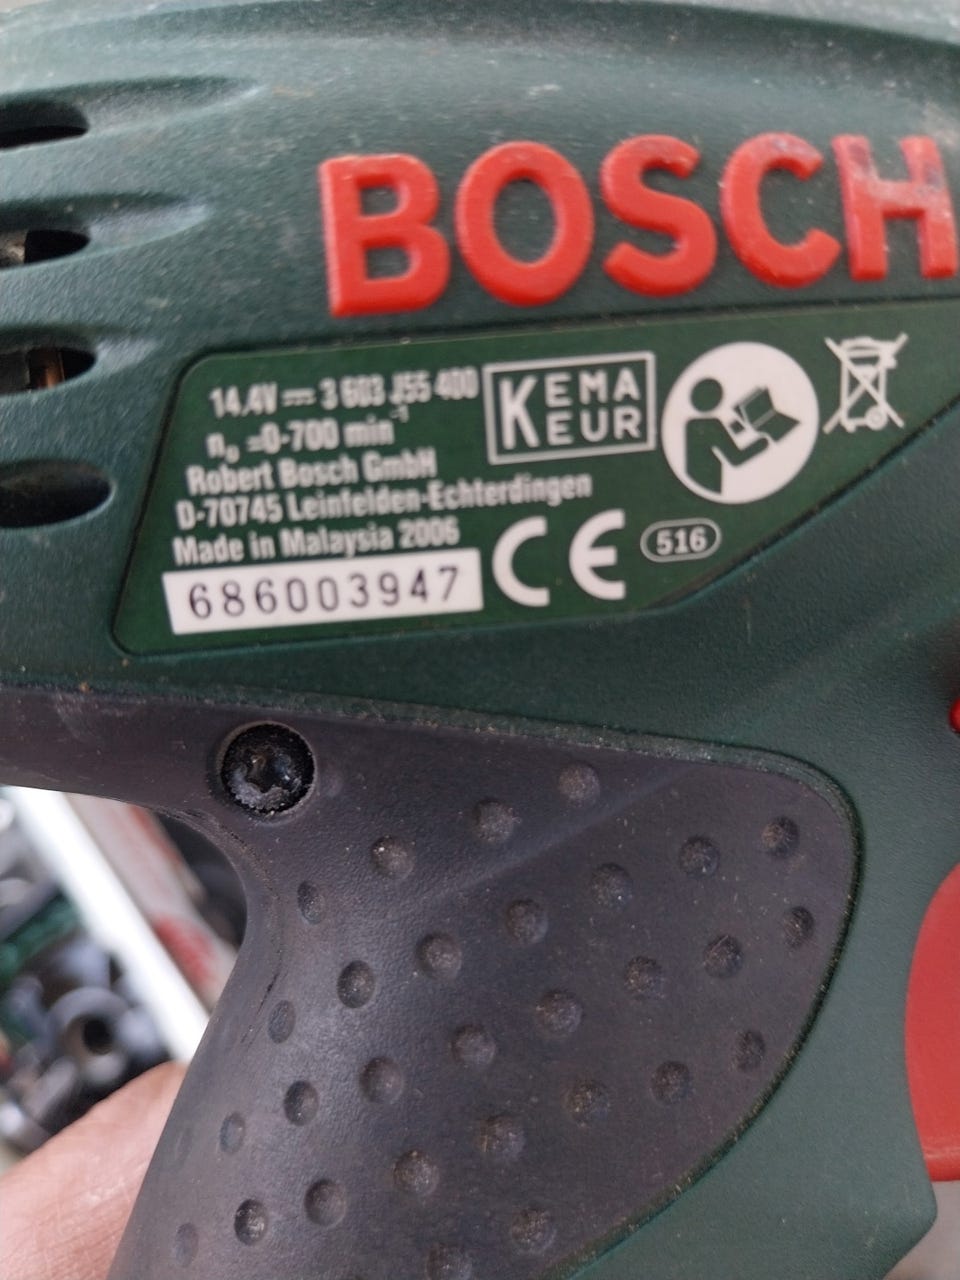 BOSCH
14.4V ⎓ 3 603 J55 400
n₀ =0-700 min⁻¹
Robert Bosch GmbH
D-70745 Leinfelden-Echterdingen
Made in Malaysia 2006
686003947
KEMA
KEUR
CE
516